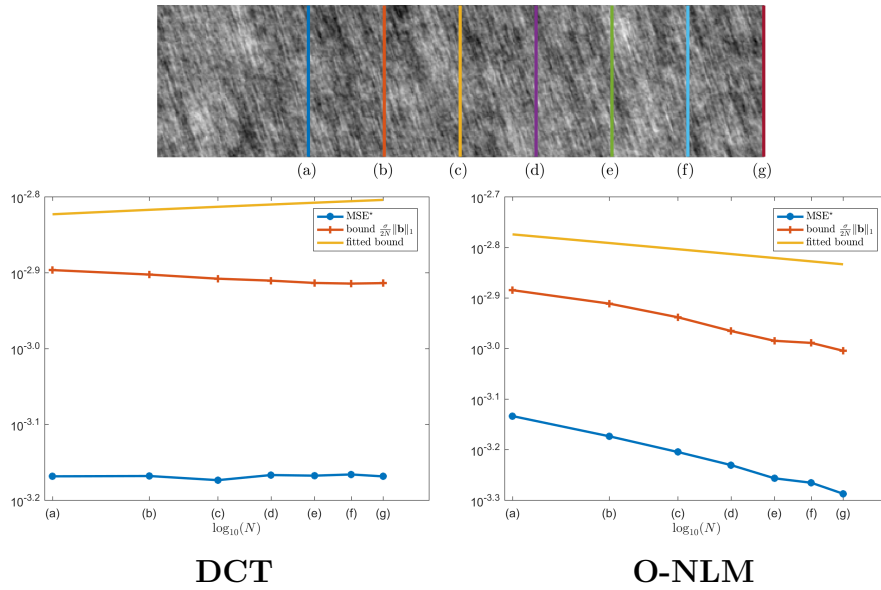 (a) (b) (c) (d) (e) (f) (g)
10^-2.8
10^-2.9
10^-3.0
10^-3.1
10^-3.2
MSE*
bound σ/2N ‖b‖₁
fitted bound
(a) (b) (c) (d) (e) (f) (g)
log₁₀(N)
DCT
10^-2.7
10^-2.8
10^-2.9
10^-3.0
10^-3.1
10^-3.2
10^-3.3
MSE*
bound σ/2N ‖b‖₁
fitted bound
(a) (b) (c) (d) (e) (f) (g)
log₁₀(N)
O-NLM